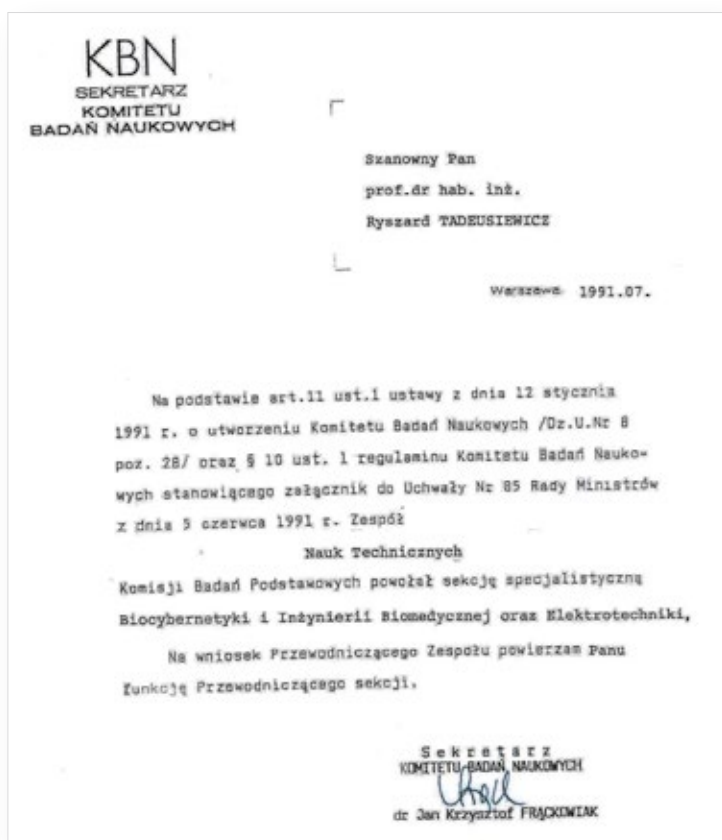 KBN
SEKRETARZ
KOMITETU
BADAŃ NAUKOWYCH
Szanowny Pan
prof.dr hab. inż.
Ryszard TADEUSIEWICZ
Warszawa 1991.07.
Na podstawie art.11 ust.1 ustawy z dnia 12 stycznia
1991 r. o utworzeniu Komitetu Badań Naukowych /Dz.U.Nr 8
poz. 28/ oraz § 10 ust. 1 regulaminu Komitetu Badań Nauko-
wych stanowiącego załącznik do Uchwały Nr 85 Rady Ministrów
z dnia 5 czerwca 1991 r. Zespół
Nauk Technicznych
Komisji Badań Podstawowych powołał sekcję specjalistyczną
Biocybernetyki i Inżynierii Biomedycznej oraz Elektrotechniki,
Na wniosek Przewodniczącego Zespołu powierzam Panu
funkcję Przewodniczącego sekcji.
Sekretarz
KOMITETU BADAŃ NAUKOWYCH
dr Jan Krzysztof FRĄCKOWIAK